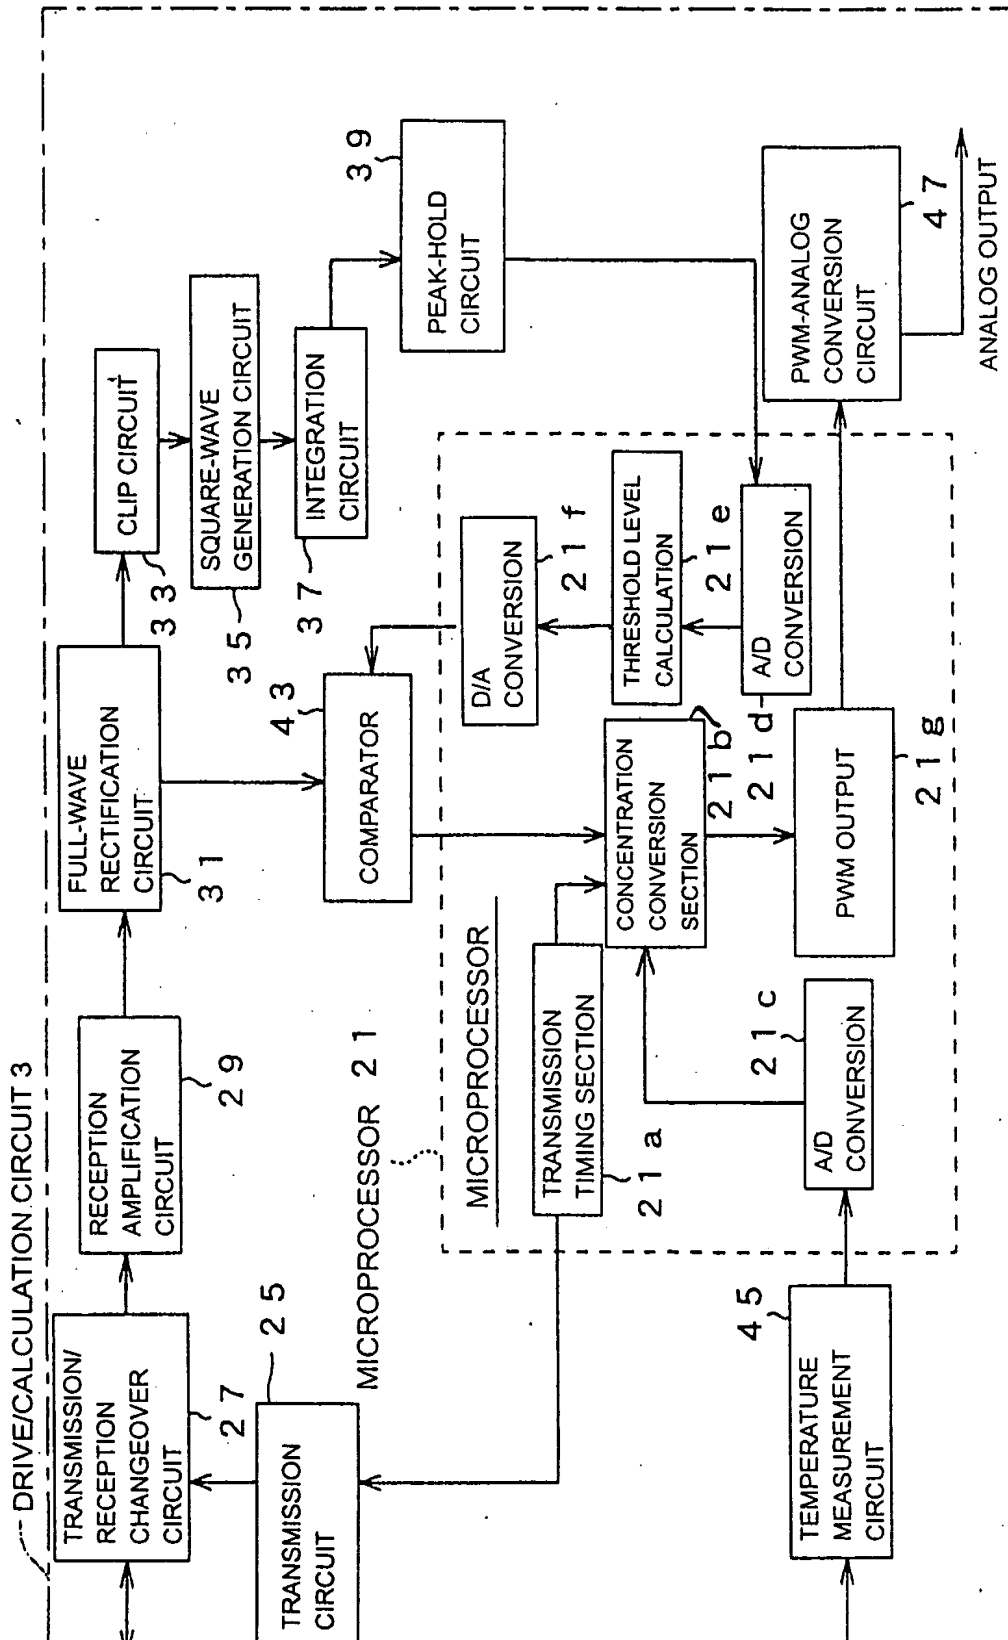 DRIVE/CALCULATION CIRCUIT 3
TRANSMISSION/
RECEPTION
CHANGEOVER
CIRCUIT
27
RECEPTION
AMPLIFICATION
CIRCUIT
29
FULL-WAVE
RECTIFICATION
CIRCUIT
31
CLIP CIRCUIT
33
SQUARE-WAVE
GENERATION CIRCUIT
35
INTEGRATION
CIRCUIT
37
PEAK-HOLD
CIRCUIT
39
TRANSMISSION
CIRCUIT
25
COMPARATOR
43
MICROPROCESSOR 21
MICROPROCESSOR
TRANSMISSION
TIMING SECTION
21a
CONCENTRATION
CONVERSION
SECTION
21b
D/A
CONVERSION
21f
THRESHOLD LEVEL
CALCULATION
21e
A/D
CONVERSION
21d
A/D
CONVERSION
21c
PWM OUTPUT
21g
TEMPERATURE
MEASUREMENT
CIRCUIT
45
PWM-ANALOG
CONVERSION
CIRCUIT
47
ANALOG OUTPUT